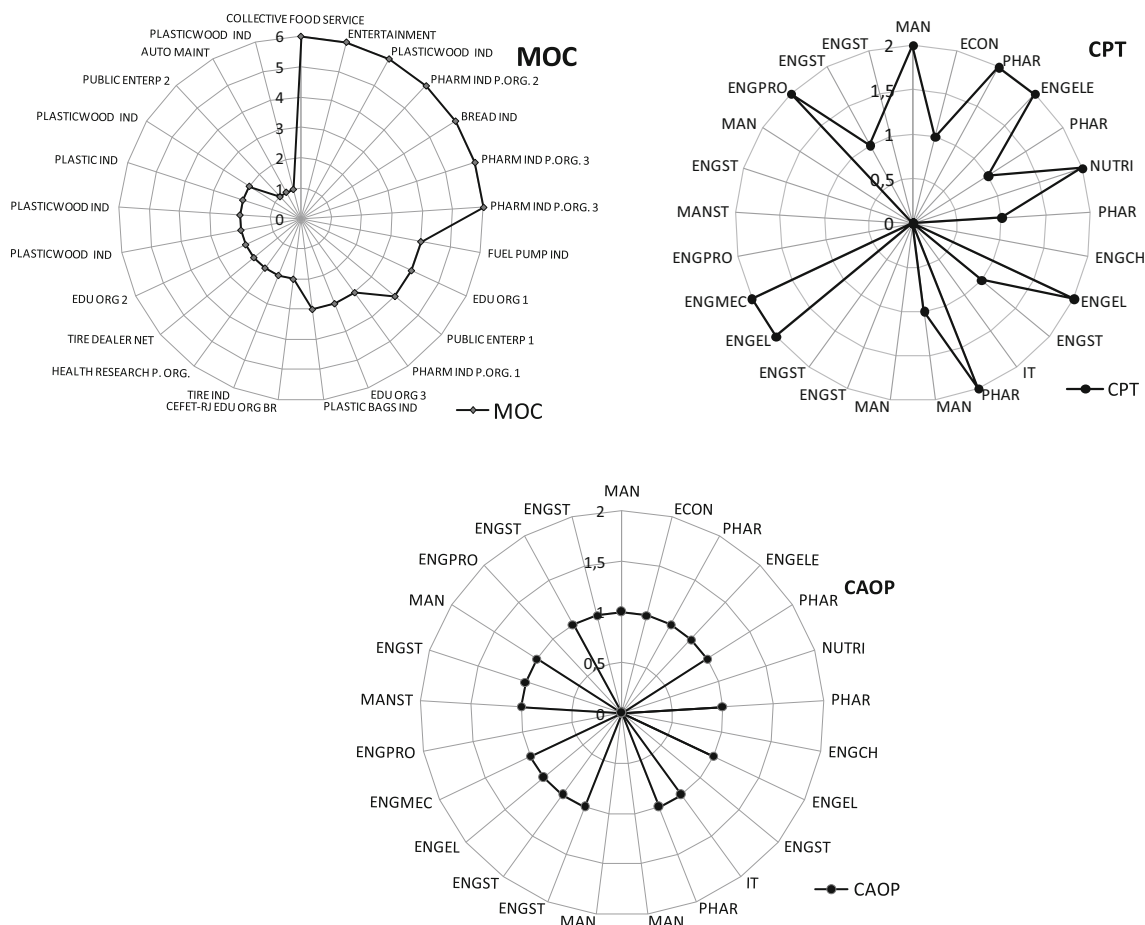 MOC
COLLECTIVE FOOD SERVICE
ENTERTAINMENT
PLASTICWOOD IND
PHARM IND P.ORG. 2
BREAD IND
PHARM IND P.ORG. 3
PHARM IND P.ORG. 3
FUEL PUMP IND
EDU ORG 1
PUBLIC ENTERP 1
PHARM IND P.ORG. 1
EDU ORG 3
PLASTIC BAGS IND
CEFET-RJ EDU ORG BR
TIRE IND
HEALTH RESEARCH P. ORG.
TIRE DEALER NET
EDU ORG 2
PLASTICWOOD IND
PLASTICWOOD IND
PLASTIC IND
PLASTICWOOD IND
PUBLIC ENTERP 2
AUTO MAINT
PLASTICWOOD IND
6
5
4
3
2
1
0
MOC
CPT
MAN
ECON
PHAR
ENGELE
PHAR
NUTRI
PHAR
ENGCH
ENGEL
ENGST
IT
PHAR
MAN
MAN
ENGST
ENGST
ENGEL
ENGMEC
ENGPRO
MANST
ENGST
MAN
ENGPRO
ENGST
ENGST
2
1,5
1
0,5
0
CPT
CAOP
MAN
ECON
PHAR
ENGELE
PHAR
NUTRI
PHAR
ENGCH
ENGEL
ENGST
IT
PHAR
MAN
MAN
ENGST
ENGST
ENGEL
ENGMEC
ENGPRO
MANST
ENGST
MAN
ENGPRO
ENGST
ENGST
2
1,5
1
0,5
0
CAOP